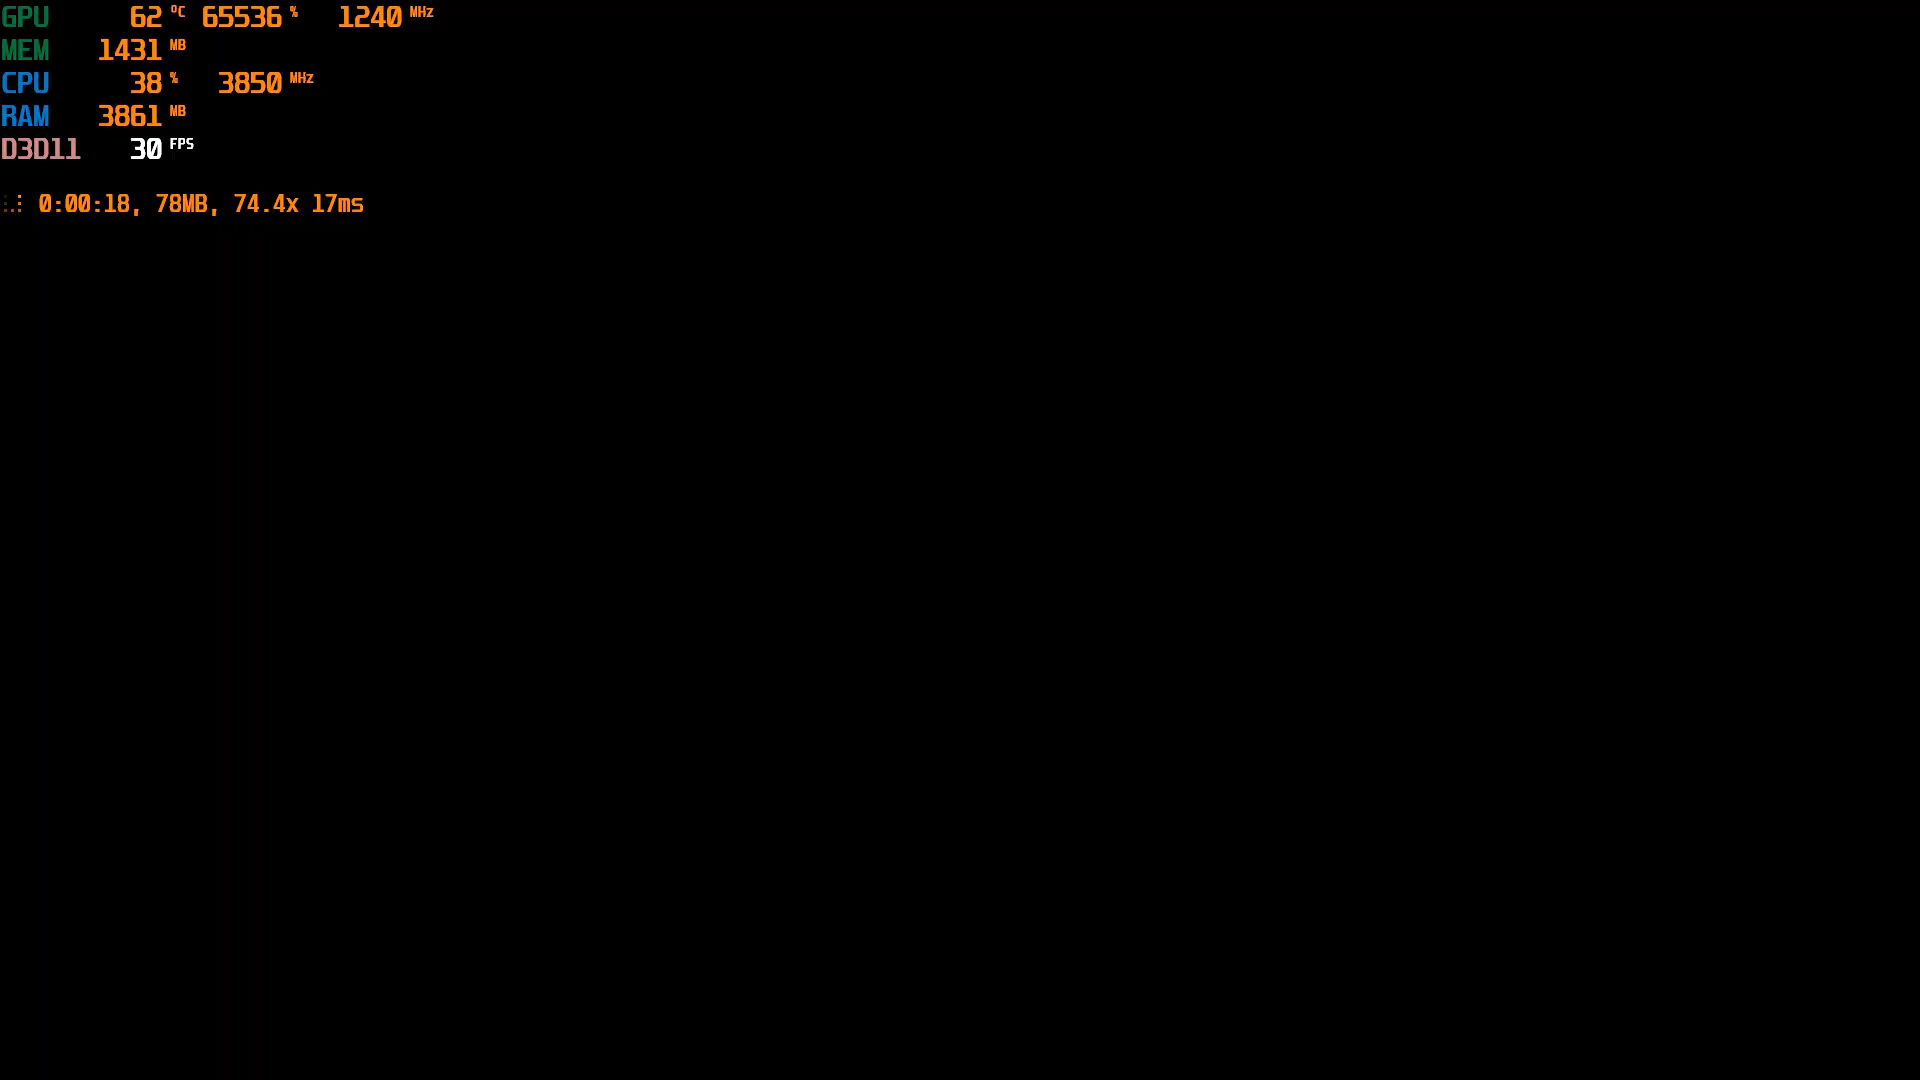 GPU 62 °C 65536 % 1240 MHz
MEM 1431 MB
CPU 38 % 3850 MHz
RAM 3861 MB
D3D11 30 FPS
0:00:18, 78MB, 74.4x 17ms